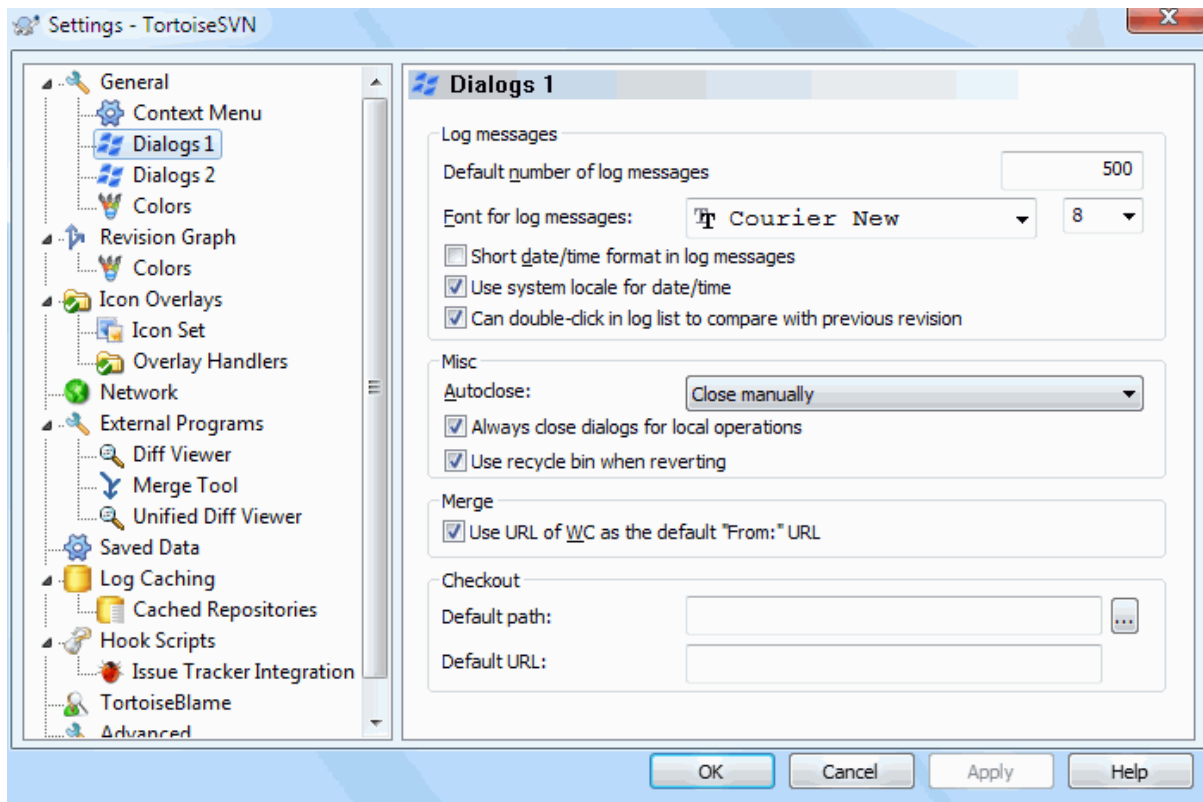 Settings - TortoiseSVN
General
Context Menu
Dialogs 1
Dialogs 2
Colors
Revision Graph
Colors
Icon Overlays
Icon Set
Overlay Handlers
Network
External Programs
Diff Viewer
Merge Tool
Unified Diff Viewer
Saved Data
Log Caching
Cached Repositories
Hook Scripts
Issue Tracker Integration
TortoiseBlame
Advanced
Dialogs 1
Log messages
Default number of log messages 500
Font for log messages: Courier New 8
Short date/time format in log messages
Use system locale for date/time
Can double-click in log list to compare with previous revision
Misc
Autoclose: Close manually
Always close dialogs for local operations
Use recycle bin when reverting
Merge
Use URL of WC as the default "From:" URL
Checkout
Default path: ...
Default URL:
OK Cancel Apply Help